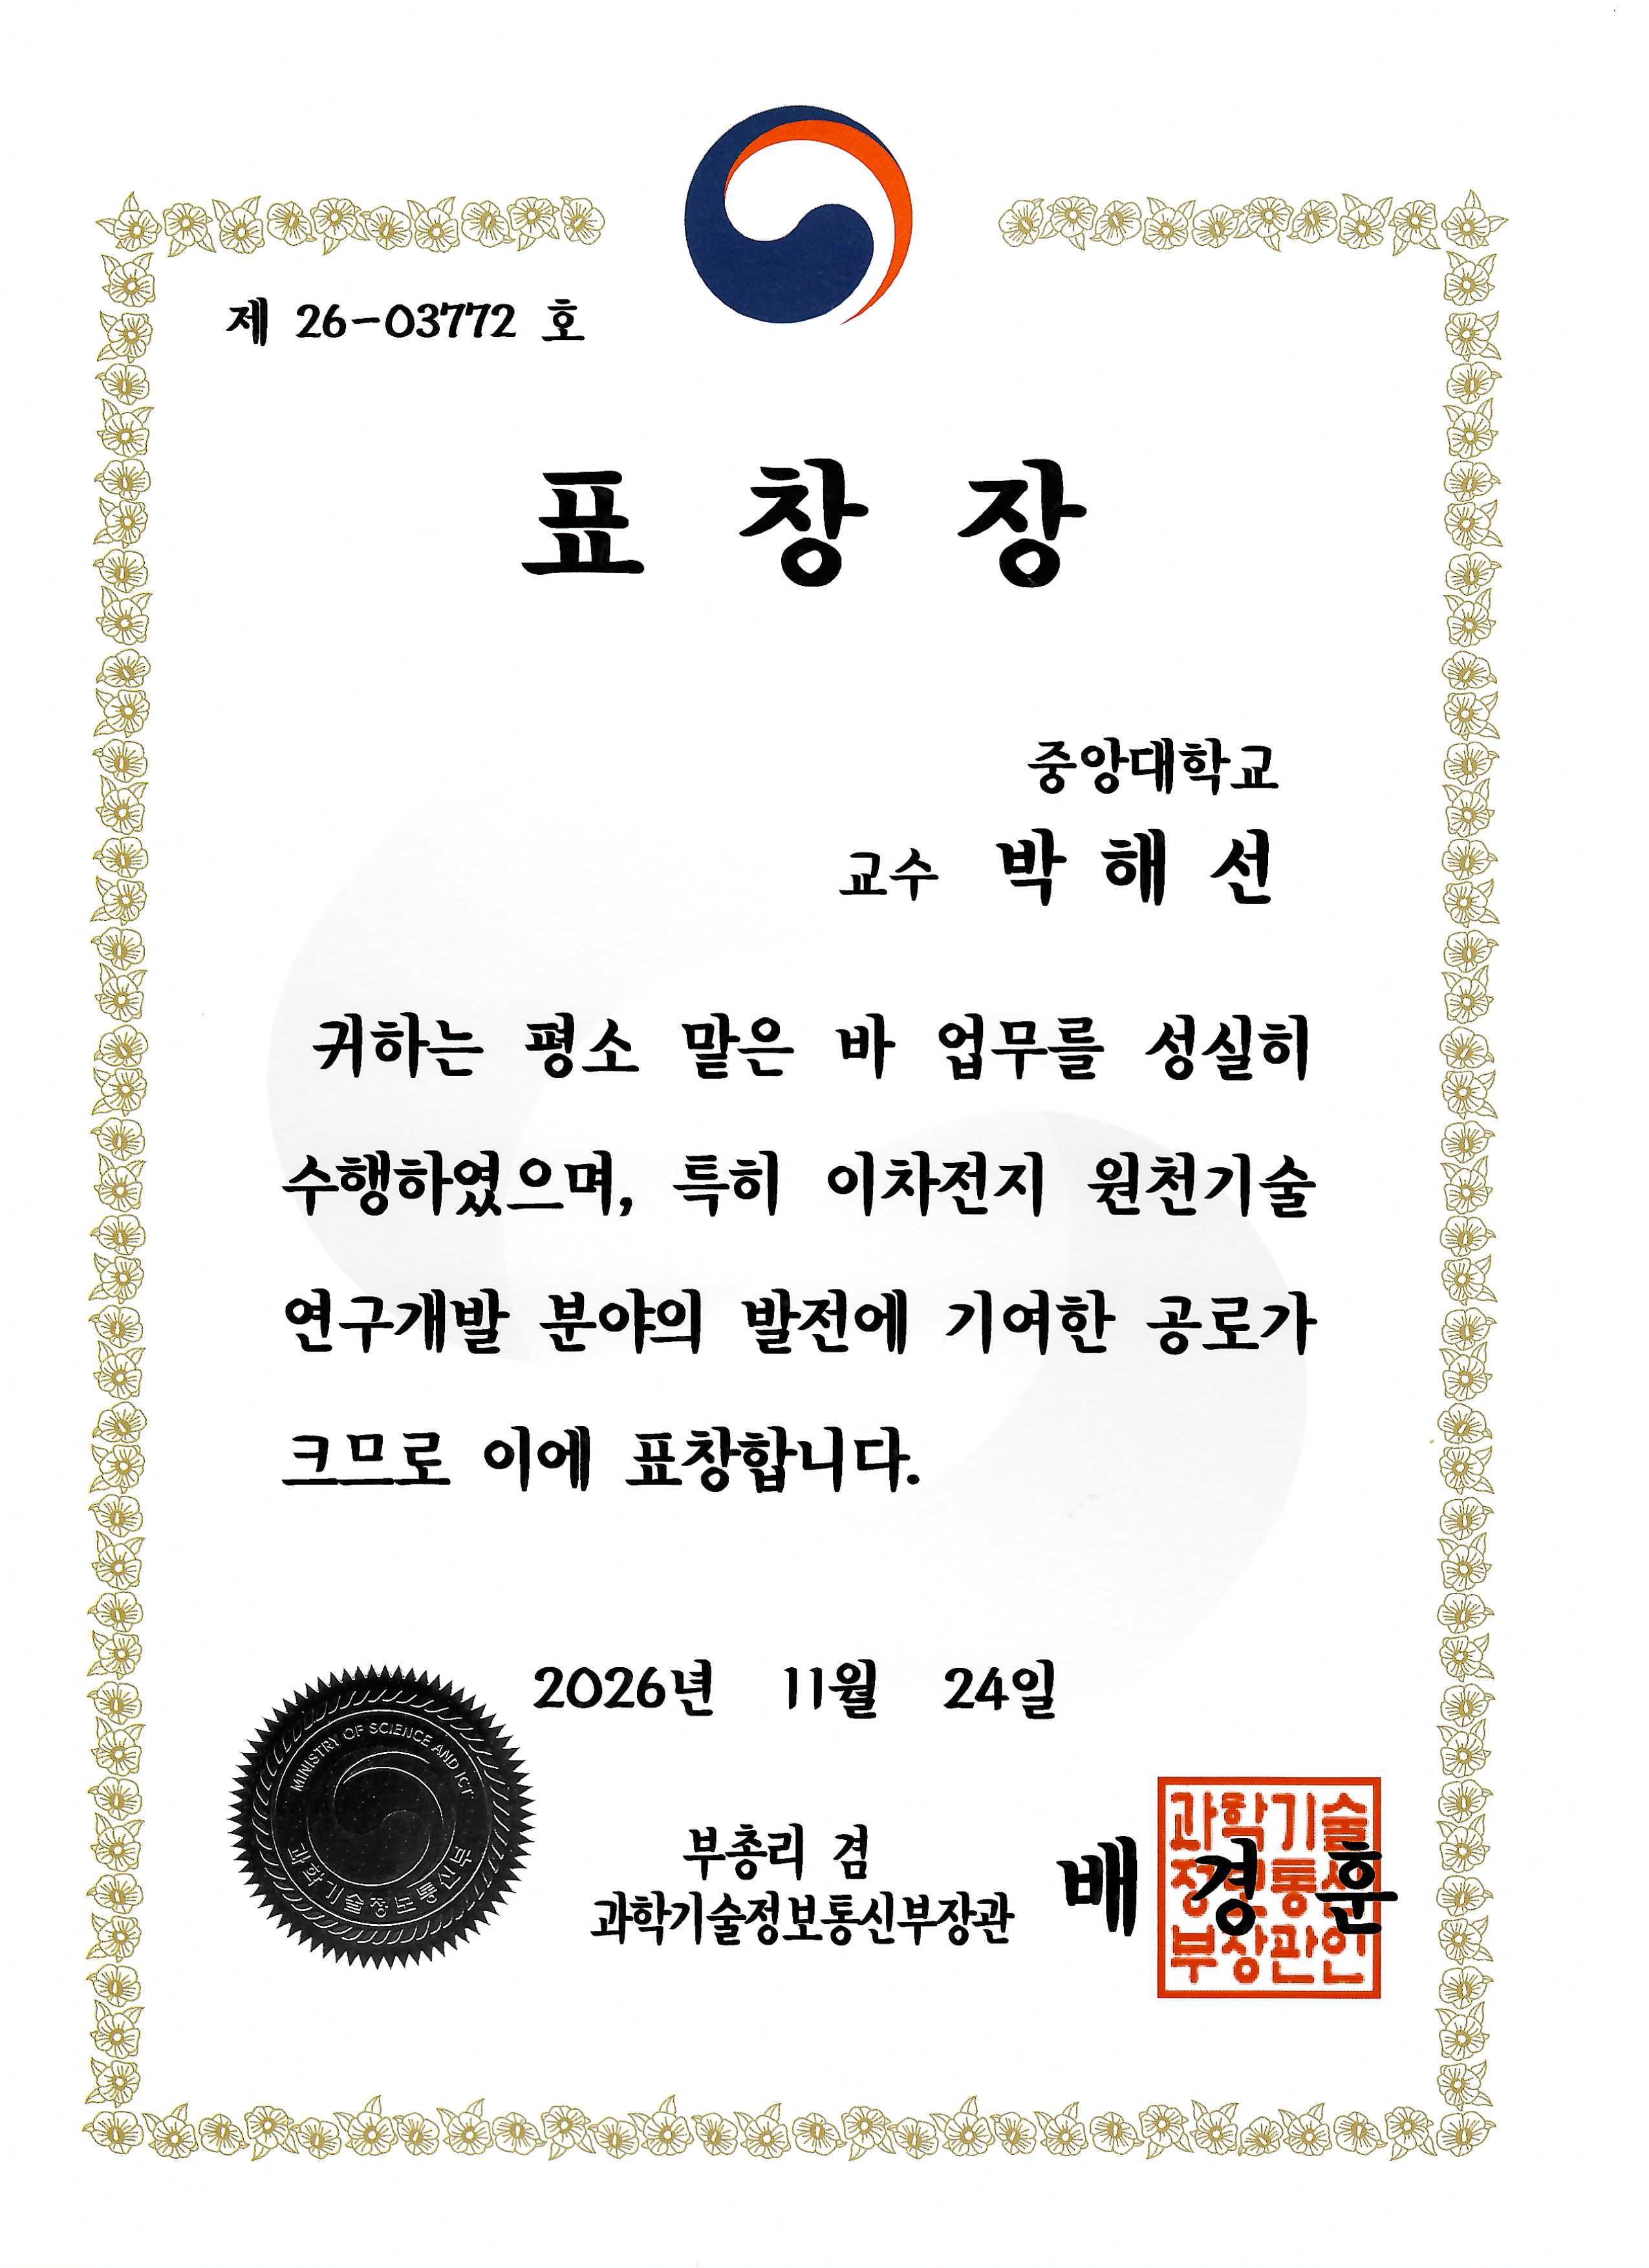 제 26-03772 호
표 창 장
중앙대학교
교수 박 해 선
귀하는 평소 맡은 바 업무를 성실히
수행하였으며, 특히 이차전지 원천기술
연구개발 분야의 발전에 기여한 공로가
크므로 이에 표창합니다.
2026년 11월 24일
MINISTRY OF SCIENCE AND ICT
과학기술정보통신부
부총리 겸
과학기술정보통신부장관 배 경 훈
과학기술
정보통신
부장관인